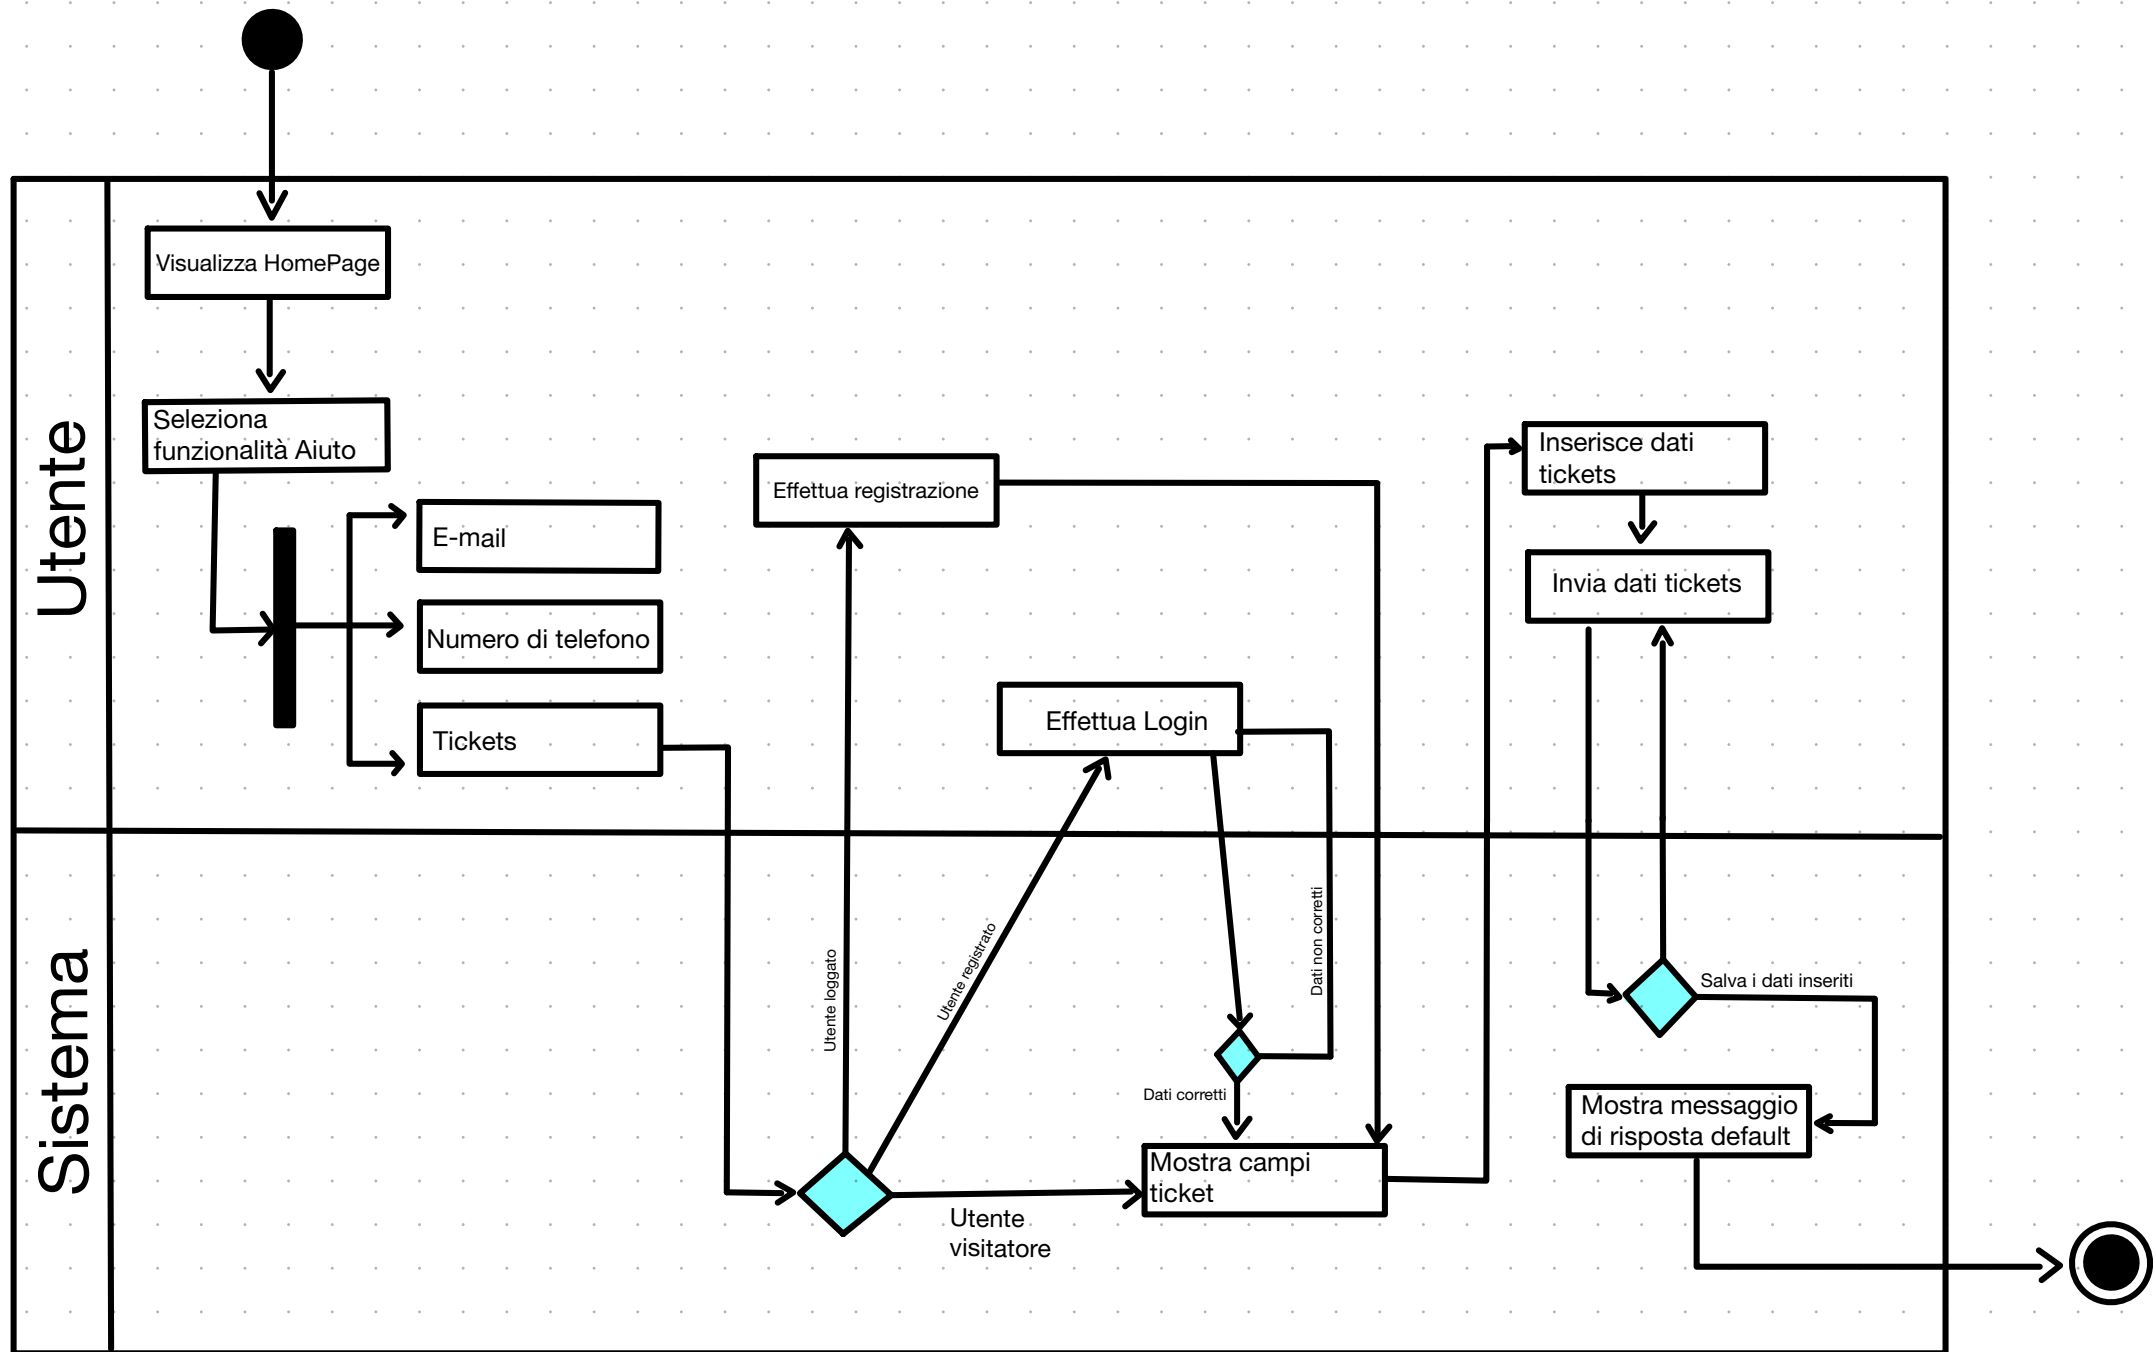 Utente
Visualizza HomePage
Seleziona
funzionalità Aiuto
E-mail
Numero di telefono
Tickets
Effettua registrazione
Effettua Login
Inserisce dati
tickets
Invia dati tickets
Sistema
Utente loggato
Utente registrato
Utente
visitatore
Dati non corretti
Dati corretti
Mostra campi
ticket
Salva i dati inseriti
Mostra messaggio
di risposta default